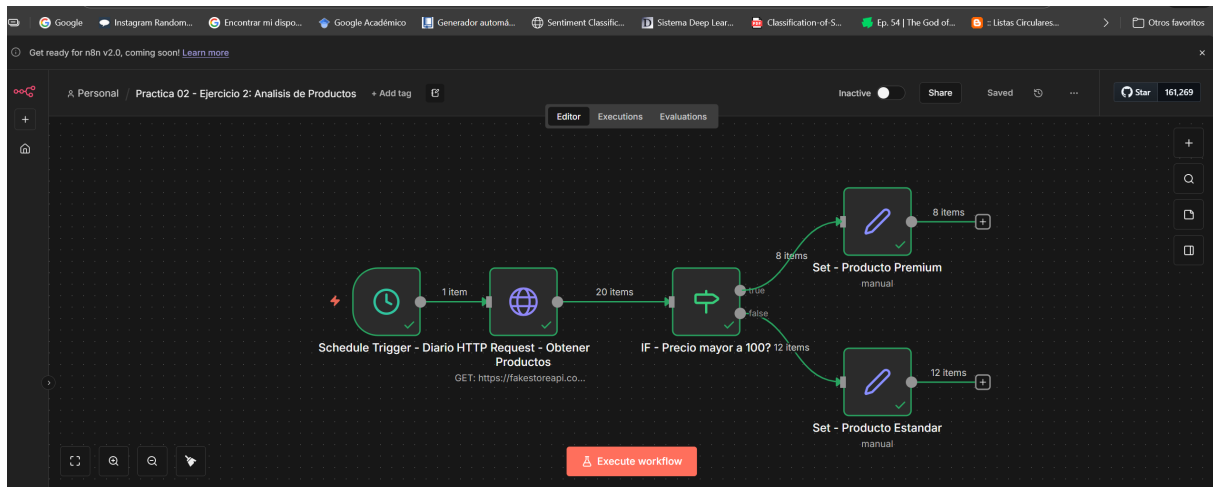 Google
Instagram Random...
Encontrar mi dispo...
Google Académico
Generador automá...
Sentiment Classific...
Sistema Deep Lear...
Classification-of-S...
Ep. 54 | The God of...
:: Listas Circulares...
Otros favoritos
Get ready for n8n v2.0, coming soon! Learn more
Personal / Practica 02 - Ejercicio 2: Analisis de Productos + Add tag
Inactive
Share
Saved
...
Star 161,269
Editor Executions Evaluations
8 items
8 items
Set - Producto Premium
manual
1 item
20 items
true
false
Schedule Trigger - Diario
HTTP Request - Obtener
Productos
GET: https://fakestoreapi.co...
IF - Precio mayor a 100?
12 items
12 items
Set - Producto Estandar
manual
Execute workflow